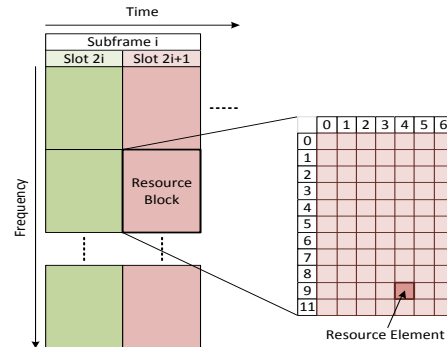 Time
Subframe i
Slot 2i Slot 2i+1
Frequency
Resource
Block
0 1 2 3 4 5 6
0
1
2
3
4
5
6
7
8
9
11
Resource Element